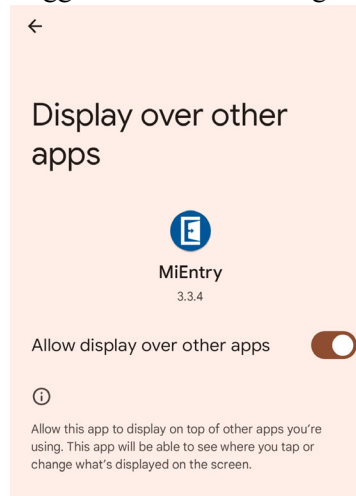 Display over other
apps
MiEntry
3.3.4
Allow display over other apps
Allow this app to display on top of other apps you're
using. This app will be able to see where you tap or
change what's displayed on the screen.